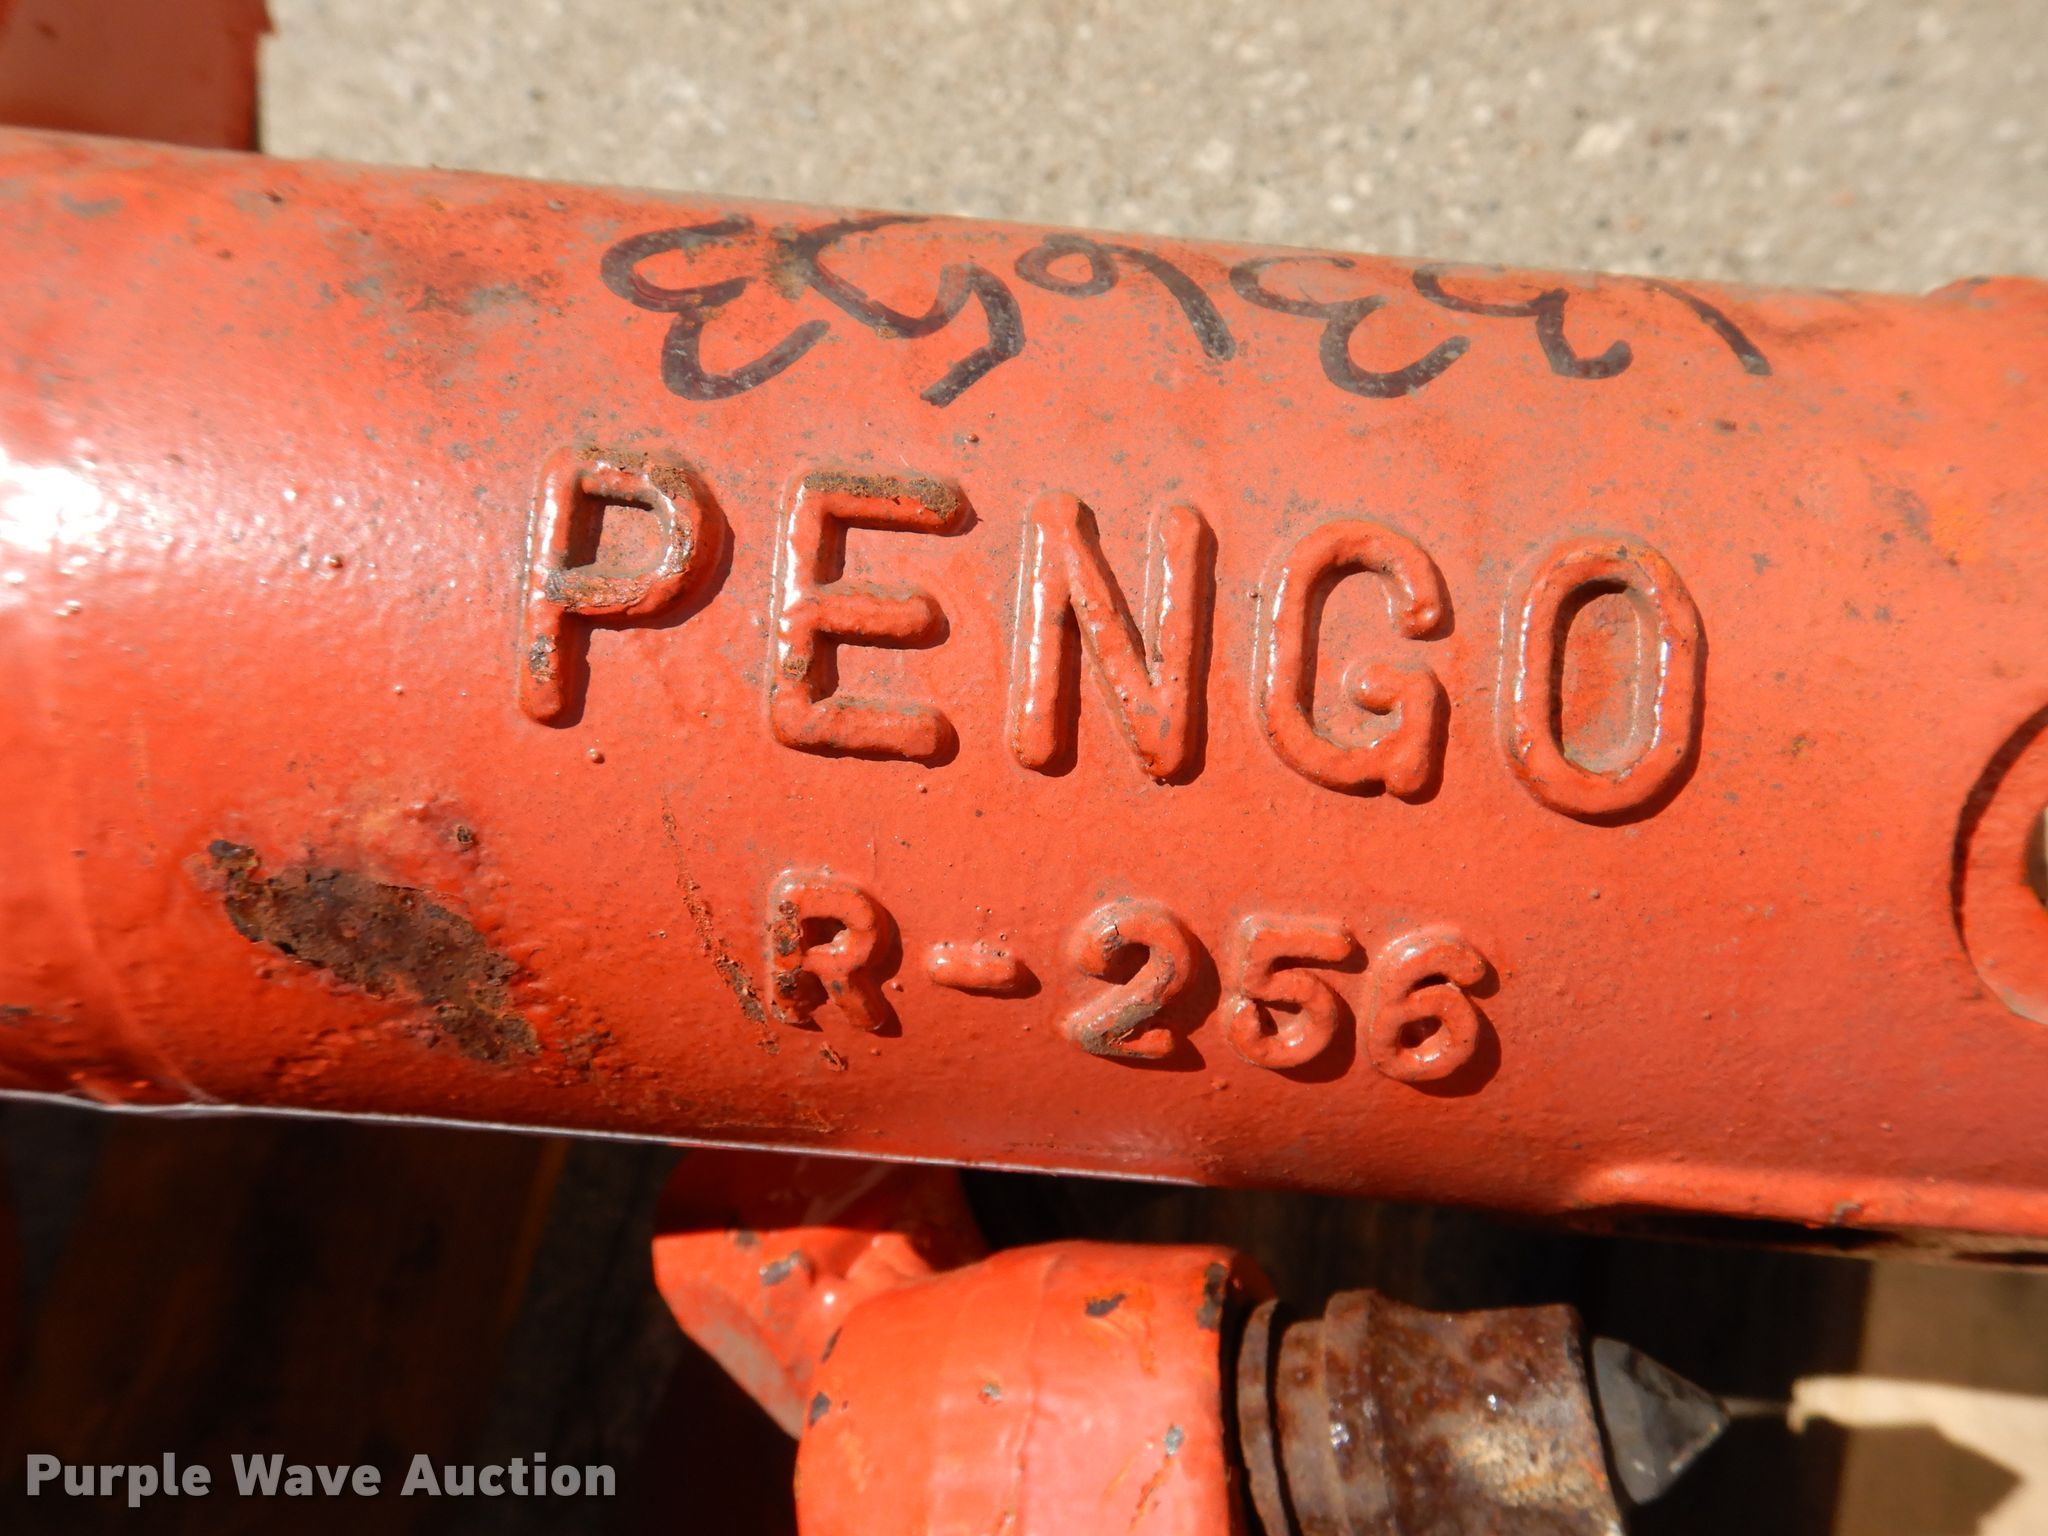 PENGO
R-256
Purple Wave Auction